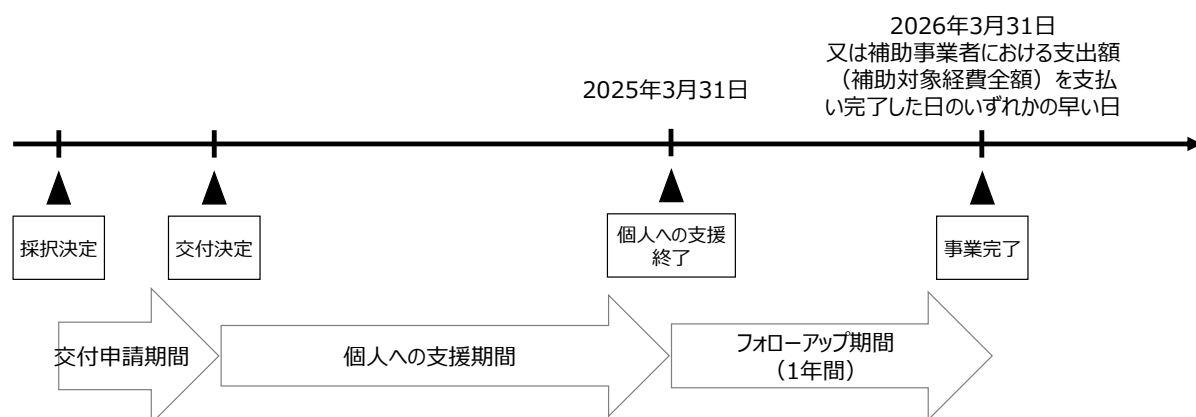 2026年3月31日
又は補助事業者における支出額
（補助対象経費全額）を支払
い完了した日のいずれかの早い日
2025年3月31日
採択決定
交付決定
個人への支援
終了
事業完了
交付申請期間
個人への支援期間
フォローアップ期間
（1年間）